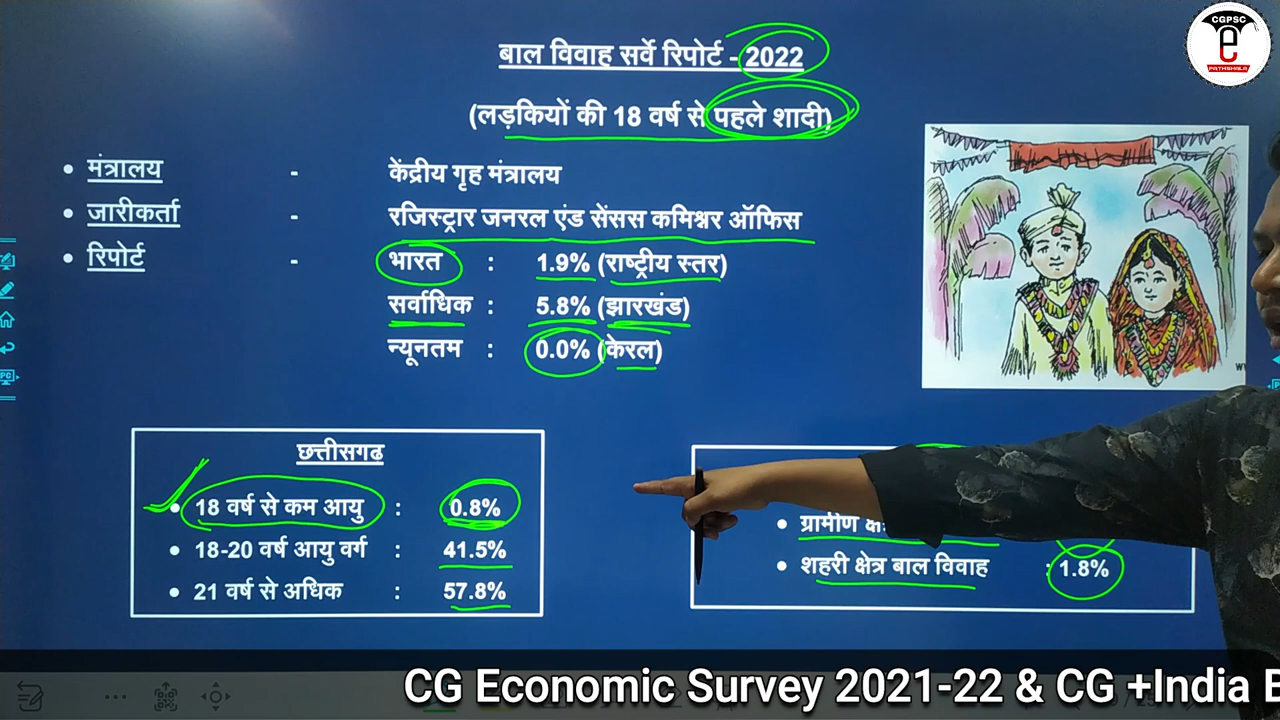 CGPSC
PATHSHALA
बाल विवाह सर्वे रिपोर्ट - 2022
(लड़कियों की 18 वर्ष से पहले शादी)
• मंत्रालय - केंद्रीय गृह मंत्रालय
• जारीकर्ता - रजिस्ट्रार जनरल एंड सेंसस कमिश्नर ऑफिस
• रिपोर्ट - भारत : 1.9% (राष्ट्रीय स्तर)
सर्वाधिक : 5.8% (झारखंड)
न्यूनतम : 0.0% (केरल)
छत्तीसगढ
• 18 वर्ष से कम आयु : 0.8%
• 18-20 वर्ष आयु वर्ग : 41.5%
• 21 वर्ष से अधिक : 57.8%
• ग्रामीण
• शहरी क्षेत्र बाल विवाह : 1.8%
CG Economic Survey 2021-22 & CG +India